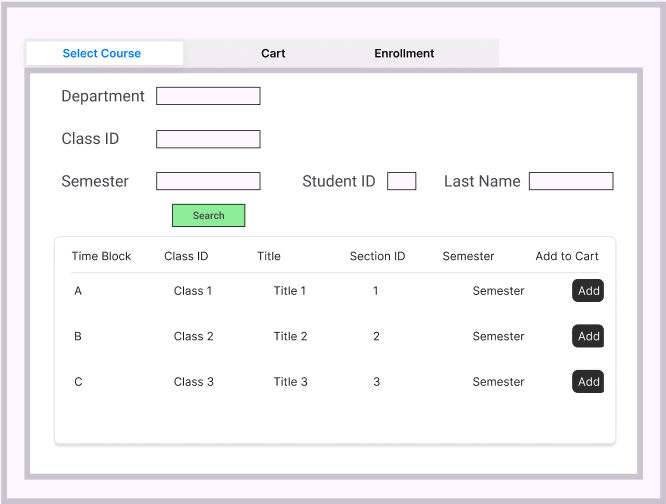 Select Course Cart Enrollment
Department
Class ID
Semester Student ID Last Name
Search
Time Block Class ID Title Section ID Semester Add to Cart
A Class 1 Title 1 1 Semester Add
B Class 2 Title 2 2 Semester Add
C Class 3 Title 3 3 Semester Add